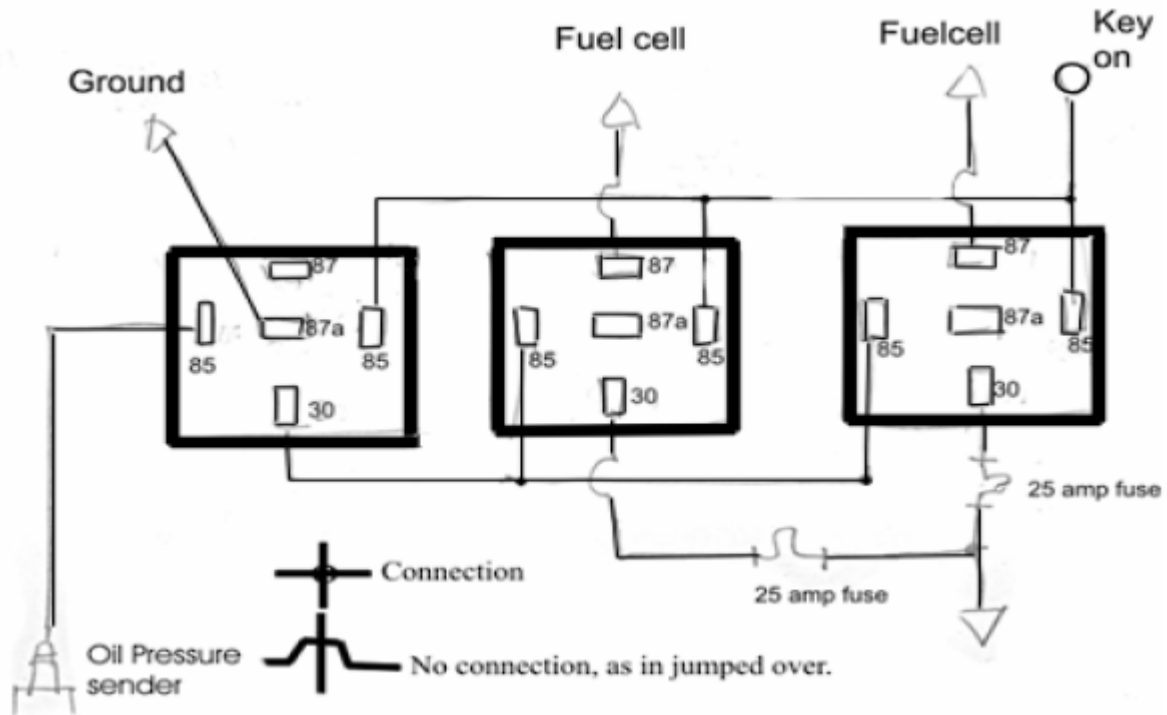 Fuel cell
Fuelcell
Key
on
Ground
87
87
87
87a
87a
87a
85
85
85
85
85
85
30
30
30
25 amp fuse
25 amp fuse
Connection
No connection, as in jumped over.
Oil Pressure
sender